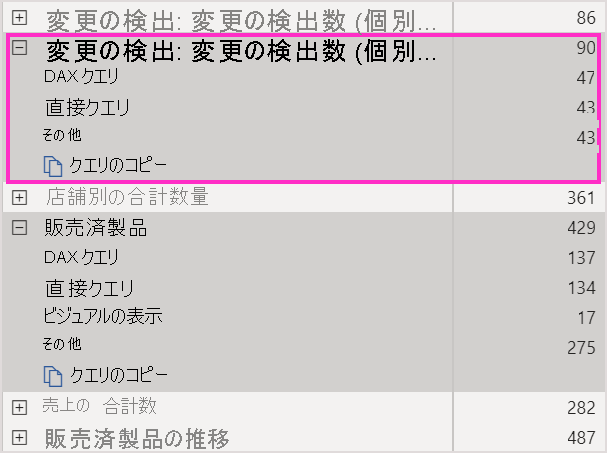 変更の検出: 変更の検出数 (個別... 86
変更の検出: 変更の検出数 (個別... 90
DAX クエリ 47
直接クエリ 43
その他 43
クエリのコピー
店舗別の合計数量 361
販売済製品 429
DAX クエリ 137
直接クエリ 134
ビジュアルの表示 17
その他 275
クエリのコピー
売上の 合計数 282
販売済製品の推移 487